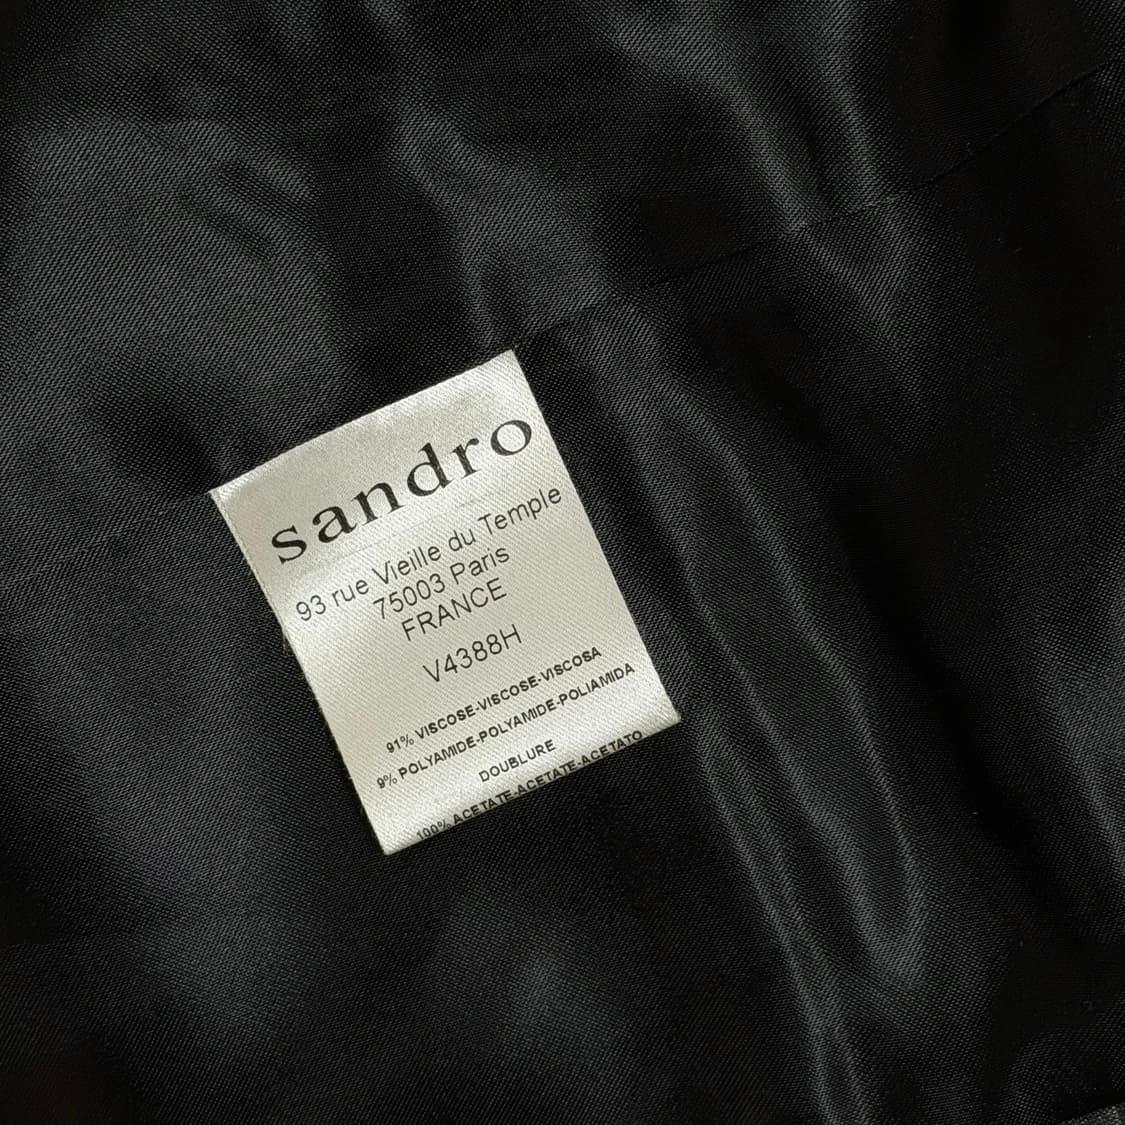 sandro
93 rue Vieille du Temple
75003 Paris
FRANCE
V4388H
91% VISCOSE-VISCOSE-VISCOSA
9% POLYAMIDE-POLYAMIDE-POLIAMIDA
DOUBLURE
100% ACETATE-ACETATE-ACETATO